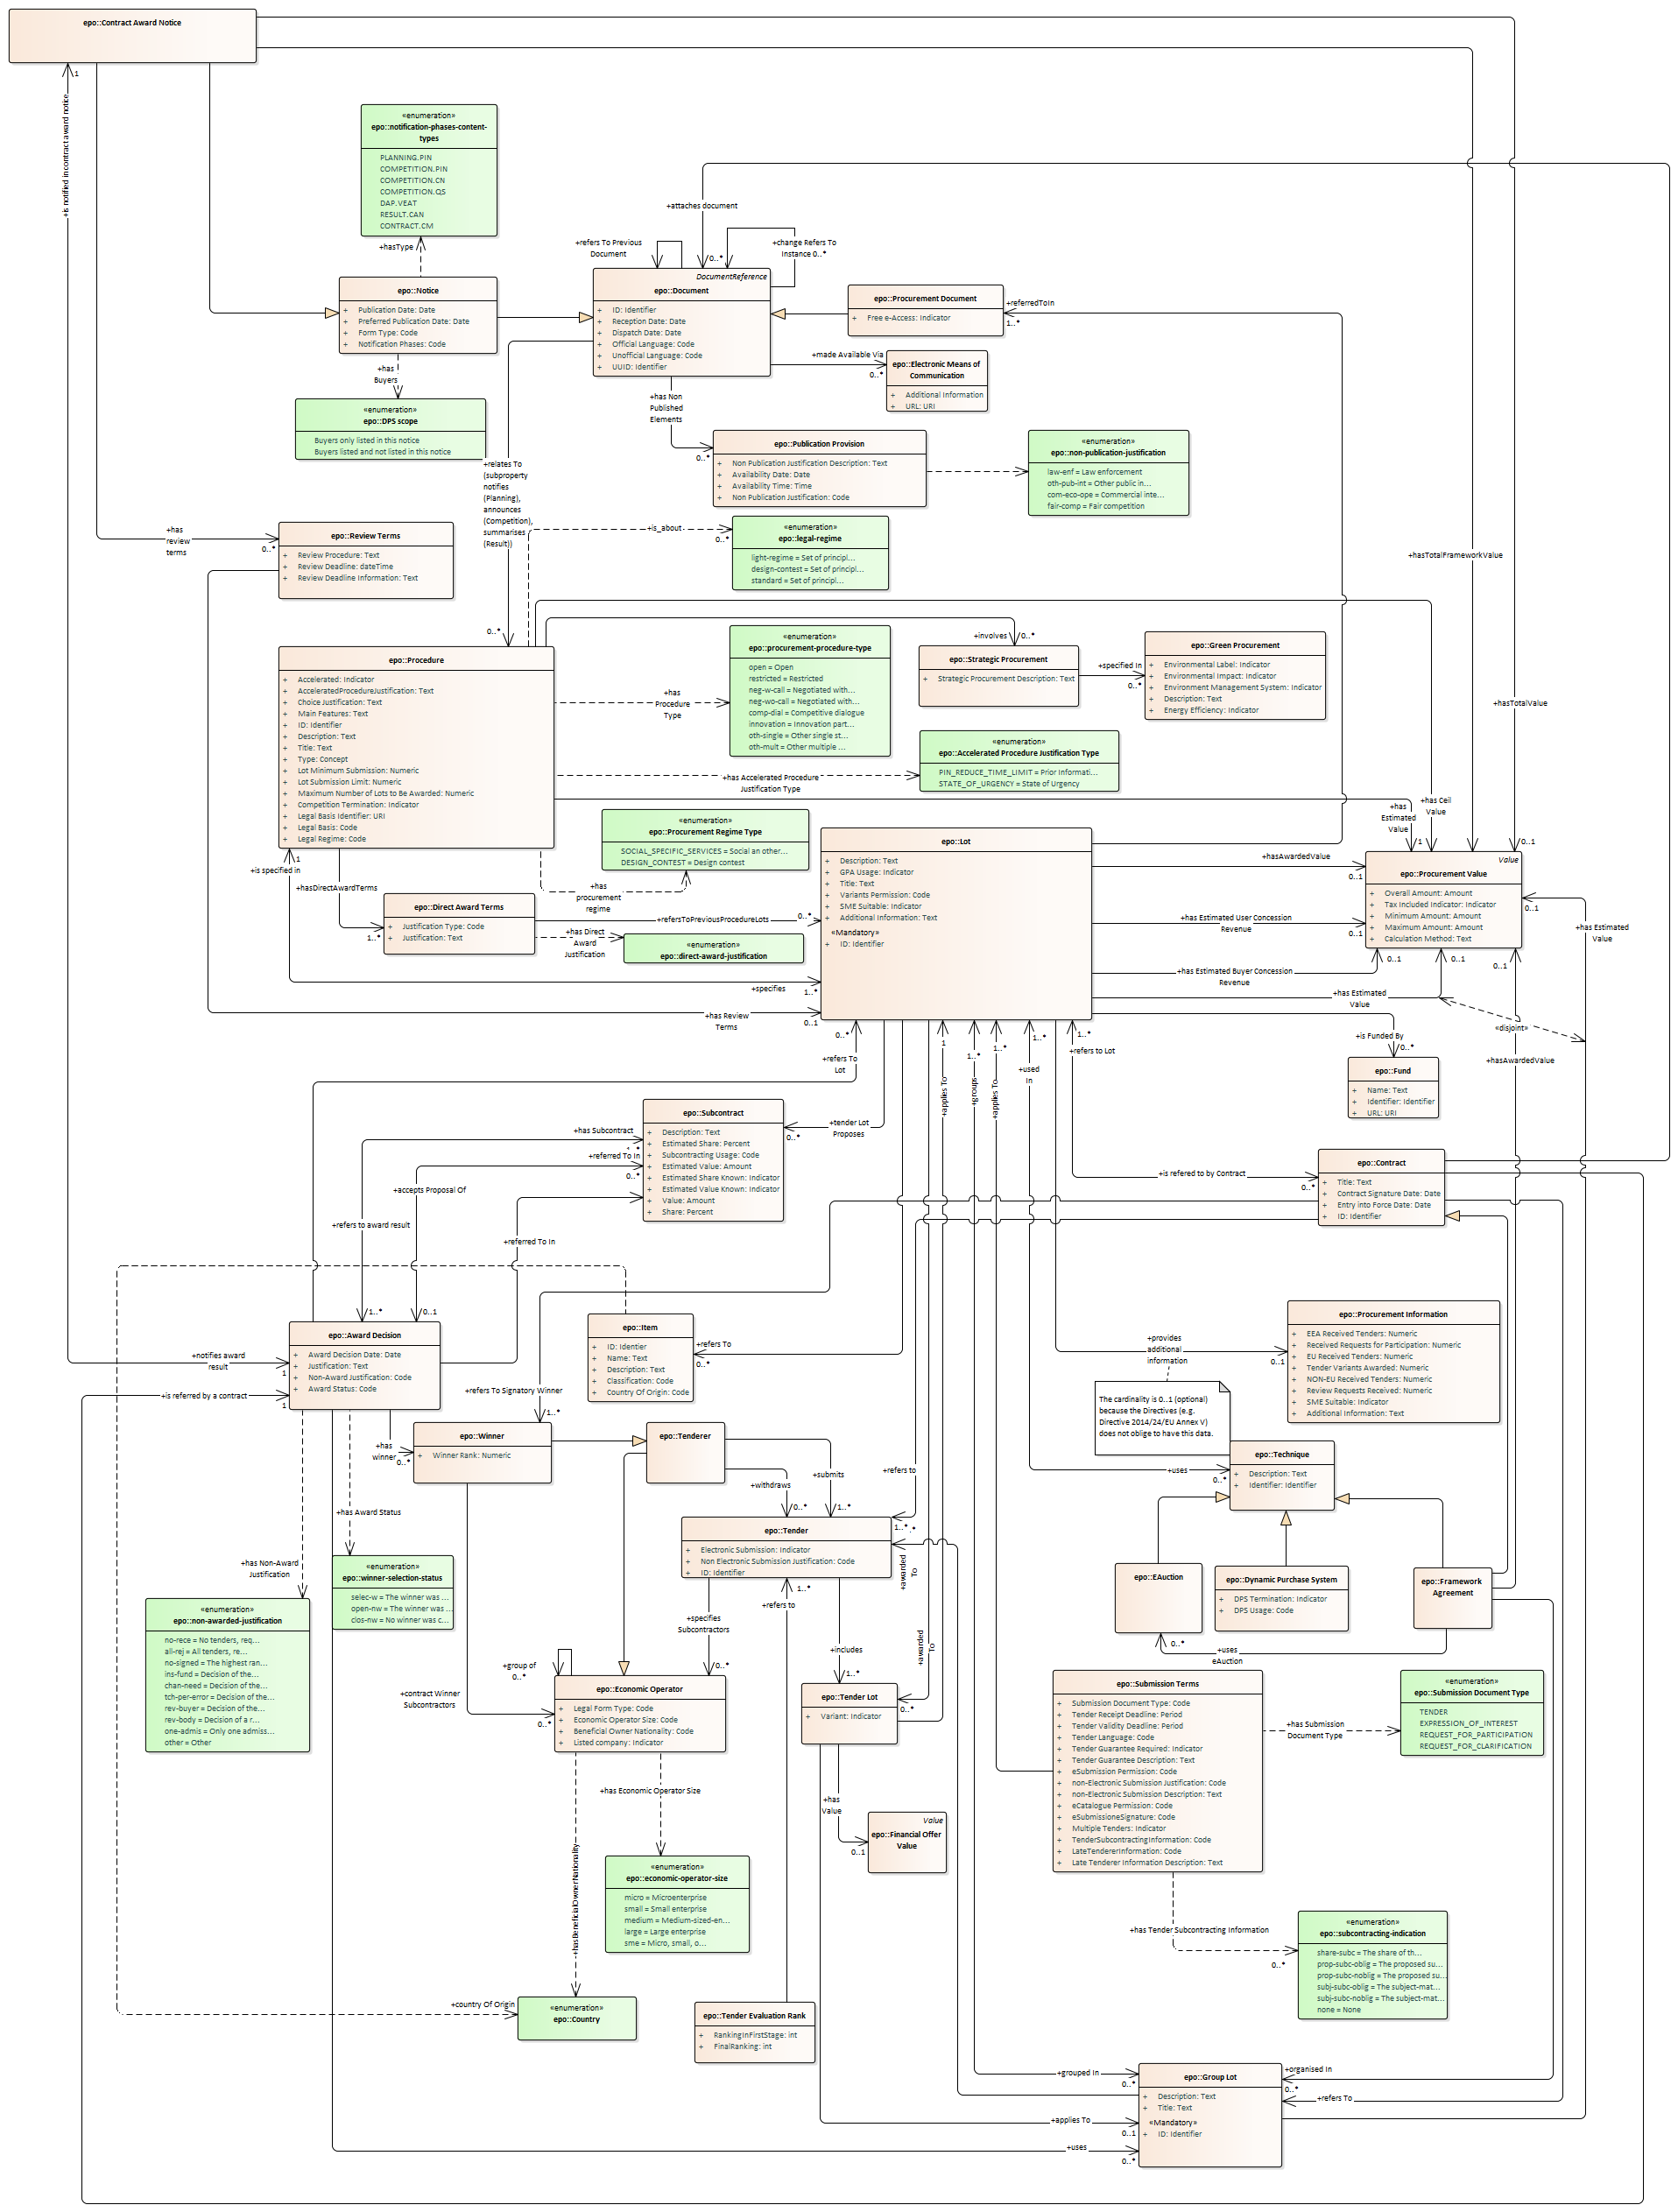 epo::Contract Award Notice
1
+is notified in contract award notice
«enumeration»
epo::notification-phases-content-
types
PLANNING.PIN
COMPETITION.PIN
COMPETITION.CN
COMPETITION.QS
DAP.VEAT
RESULT.CAN
CONTRACT.CM
+hasType
+attaches document
0..*
+refers To Previous
Document
+change Refers To
Instance 0..*
epo::Notice
+ Publication Date: Date
+ Preferred Publication Date: Date
+ Form Type: Code
+ Notification Phases: Code
DocumentReference
epo::Document
+ ID: Identifier
+ Reception Date: Date
+ Dispatch Date: Date
+ Official Language: Code
+ Unofficial Language: Code
+ UUID: Identifier
epo::Procurement Document
+ Free e-Access: Indicator
+referredToIn
1..*
+made Available Via
0..*
epo::Electronic Means of
Communication
+ Additional Information
+ URL: URI
+has
Buyers
«enumeration»
epo::DPS scope
Buyers only listed in this notice
Buyers listed and not listed in this notice
+has Non
Published
Elements
0..*
epo::Publication Provision
+ Non Publication Justification Description: Text
+ Availability Date: Date
+ Availability Time: Time
+ Non Publication Justification: Code
«enumeration»
epo::non-publication-justification
law-enf = Law enforcement
oth-pub-int = Other public in...
com-eco-ope = Commercial inte...
fair-comp = Fair competition
+relates To
(subproperty
notifies
(Planning),
announces
(Competition),
summarises
(Result))
0..*
+is_about
0..*
«enumeration»
epo::legal-regime
light-regime = Set of principl...
design-contest = Set of principl...
standard = Set of principl...
+has
review
terms
0..*
epo::Review Terms
+ Review Procedure: Text
+ Review Deadline: dateTime
+ Review Deadline Information: Text
+hasTotalFrameworkValue
+hasTotalValue
epo::Procedure
+ Accelerated: Indicator
+ AcceleratedProcedureJustification: Text
+ Choice Justification: Text
+ Main Features: Text
+ ID: Identifier
+ Description: Text
+ Title: Text
+ Type: Concept
+ Lot Minimum Submission: Numeric
+ Lot Submission Limit: Numeric
+ Maximum Number of Lots to Be Awarded: Numeric
+ Competition Termination: Indicator
+ Legal Basis Identifier: URI
+ Legal Basis: Code
+ Legal Regime: Code
+has
Procedure
Type
«enumeration»
epo::procurement-procedure-type
open = Open
restricted = Restricted
neg-w-call = Negotiated with...
neg-wo-call = Negotiated with...
comp-dial = Competitive dialogue
innovation = Innovation part...
oth-single = Other single st...
oth-mult = Other multiple ...
+involves
0..*
epo::Strategic Procurement
+ Strategic Procurement Description: Text
+specified In
0..*
epo::Green Procurement
+ Environmental Label: Indicator
+ Environmental Impact: Indicator
+ Environment Management System: Indicator
+ Description: Text
+ Energy Efficiency: Indicator
+has Accelerated Procedure
Justification Type
«enumeration»
epo::Accelerated Procedure Justification Type
PIN_REDUCE_TIME_LIMIT = Prior Informati...
STATE_OF_URGENCY = State of Urgency
+has
Estimated
Value
1
+has Ceil
Value
0..1
+is specified in
1
+hasDirectAwardTerms
1..*
«enumeration»
epo::Procurement Regime Type
SOCIAL_SPECIFIC_SERVICES = Social an other...
DESIGN_CONTEST = Design contest
+has
procurement
regime
epo::Direct Award Terms
+ Justification Type: Code
+ Justification: Text
+refersToPreviousProcedureLots
0..*
+has Direct
Award
Justification
«enumeration»
epo::direct-award-justification
+specifies
1..*
+has Review
Terms
0..1
epo::Lot
+ Description: Text
+ GPA Usage: Indicator
+ Title: Text
+ Variants Permission: Code
+ SME Suitable: Indicator
+ Additional Information: Text
«Mandatory»
+ ID: Identifier
+hasAwardedValue
0..1
+has Estimated User Concession
Revenue
0..1
+has Estimated Buyer Concession
Revenue
0..1
+has Estimated
Value
0..1
Value
epo::Procurement Value
+ Overall Amount: Amount
+ Tax Included Indicator: Indicator
+ Minimum Amount: Amount
+ Maximum Amount: Amount
+ Calculation Method: Text
0..1
0..1
+has Estimated
Value
«disjoint»
+hasAwardedValue
+is Funded By
0..*
epo::Fund
+ Name: Text
+ Identifier: Identifier
+ URL: URI
0..*
+refers To
Lot
1
+applies To
1..*
+groups
1..*
+applies To
1..*
+used
In
1..*
+refers to Lot
epo::Subcontract
+ Description: Text
+ Estimated Share: Percent
+ Subcontracting Usage: Code
+ Estimated Value: Amount
+ Estimated Share Known: Indicator
+ Estimated Value Known: Indicator
+ Value: Amount
+ Share: Percent
+tender Lot
Proposes
0..*
+has Subcontract
+referred To In
0..*
+accepts Proposal Of
+refers to award result
+referred To In
1..*
0..1
+is refered to by Contract
0..*
epo::Contract
+ Title: Text
+ Contract Signature Date: Date
+ Entry into Force Date: Date
+ ID: Identifier
epo::Award Decision
+ Award Decision Date: Date
+ Justification: Text
+ Non-Award Justification: Code
+ Award Status: Code
+notifies award
result
1
+is referred by a contract
1
epo::Item
+ ID: Identier
+ Name: Text
+ Description: Text
+ Classification: Code
+ Country Of Origin: Code
+refers To
0..*
epo::Procurement Information
+ EEA Received Tenders: Numeric
+ Received Requests for Participation: Numeric
+ EU Received Tenders: Numeric
+ Tender Variants Awarded: Numeric
+ NON-EU Received Tenders: Numeric
+ Review Requests Received: Numeric
+ SME Suitable: Indicator
+ Additional Information: Text
+provides
additional
information
0..1
The cardinality is 0..1 (optional)
because the Directives (e.g.
Directive 2014/24/EU Annex V)
does not oblige to have this data.
+refers To Signatory Winner
1..*
+has
winner
0..*
epo::Winner
+ Winner Rank: Numeric
epo::Tenderer
+withdraws
0..*
+submits
1..*
+refers to
1..*
+uses
0..*
epo::Technique
+ Description: Text
+ Identifier: Identifier
+has Award Status
+has Non-Award
Justification
«enumeration»
epo::winner-selection-status
selec-w = The winner was ...
open-nw = The winner was ...
clos-nw = No winner was c...
«enumeration»
epo::non-awarded-justification
no-rece = No tenders, req...
all-rej = All tenders, re...
no-signed = The highest ran...
ins-fund = Decision of the...
chan-need = Decision of the...
tch-per-error = Decision of the...
rev-buyer = Decision of the...
rev-body = Decision of a r...
one-admis = Only one admiss...
other = Other
epo::Tender
+ Electronic Submission: Indicator
+ Non Electronic Submission Justification: Code
+ ID: Identifier
+awarded
To
+specifies
Subcontractors
0..*
1..*
+refers to
+includes
1..*
+awarded
To
0..*
epo::EAuction
epo::Dynamic Purchase System
+ DPS Termination: Indicator
+ DPS Usage: Code
epo::Framework
Agreement
0..*
+uses
eAuction
+group of
0..*
+contract Winner
Subcontractors
0..*
epo::Economic Operator
+ Legal Form Type: Code
+ Economic Operator Size: Code
+ Beneficial Owner Nationality: Code
+ Listed company: Indicator
epo::Tender Lot
+ Variant: Indicator
epo::Submission Terms
+ Submission Document Type: Code
+ Tender Receipt Deadline: Period
+ Tender Validity Deadline: Period
+ Tender Language: Code
+ Tender Guarantee Required: Indicator
+ Tender Guarantee Description: Text
+ eSubmission Permission: Code
+ non-Electronic Submission Justification: Code
+ non-Electronic Submission Description: Text
+ eCatalogue Permission: Code
+ eSubmissioneSignature: Code
+ Multiple Tenders: Indicator
+ TenderSubcontractingInformation: Code
+ LateTendererInformation: Code
+ Late Tenderer Information Description: Text
+has Submission
Document Type
«enumeration»
epo::Submission Document Type
TENDER
EXPRESSION_OF_INTEREST
REQUEST_FOR_PARTICIPATION
REQUEST_FOR_CLARIFICATION
+has Economic Operator Size
+hasBeneficialOwnerNationality
+has
Value
0..1
Value
epo::Financial Offer
Value
«enumeration»
epo::economic-operator-size
micro = Microenterprise
small = Small enterprise
medium = Medium-sized-en...
large = Large enterprise
sme = Micro, small, o...
+has Tender Subcontracting Information
0..*
«enumeration»
epo::subcontracting-indication
share-subc = The share of th...
prop-subc-oblig = The proposed su...
prop-subc-noblig = The proposed su...
subj-subc-oblig = The subject-mat...
subj-subc-noblig = The subject-mat...
none = None
+country Of Origin
«enumeration»
epo::Country
epo::Tender Evaluation Rank
+ RankingInFirstStage: int
+ FinalRanking: int
+grouped In
0..*
+organised In
0..*
+refers To
epo::Group Lot
+ Description: Text
+ Title: Text
«Mandatory»
+ ID: Identifier
+applies To
0..1
+uses
0..*